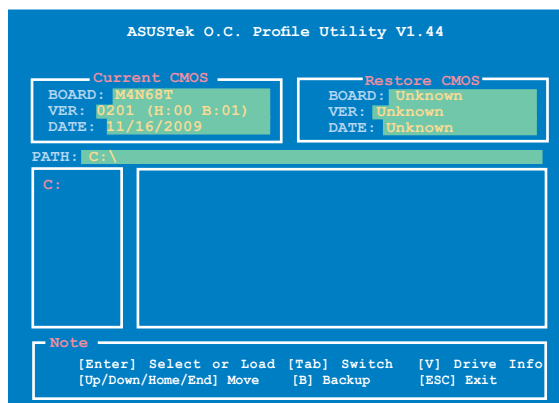 ASUSTek O.C. Profile Utility V1.44
Current CMOS
BOARD: M4N68T
VER: 0201 (H:00 B:01)
DATE: 11/16/2009
Restore CMOS
BOARD: Unknown
VER: Unknown
DATE: Unknown
PATH: C:\
C:
Note
[Enter] Select or Load [Tab] Switch [V] Drive Info
[Up/Down/Home/End] Move [B] Backup [ESC] Exit